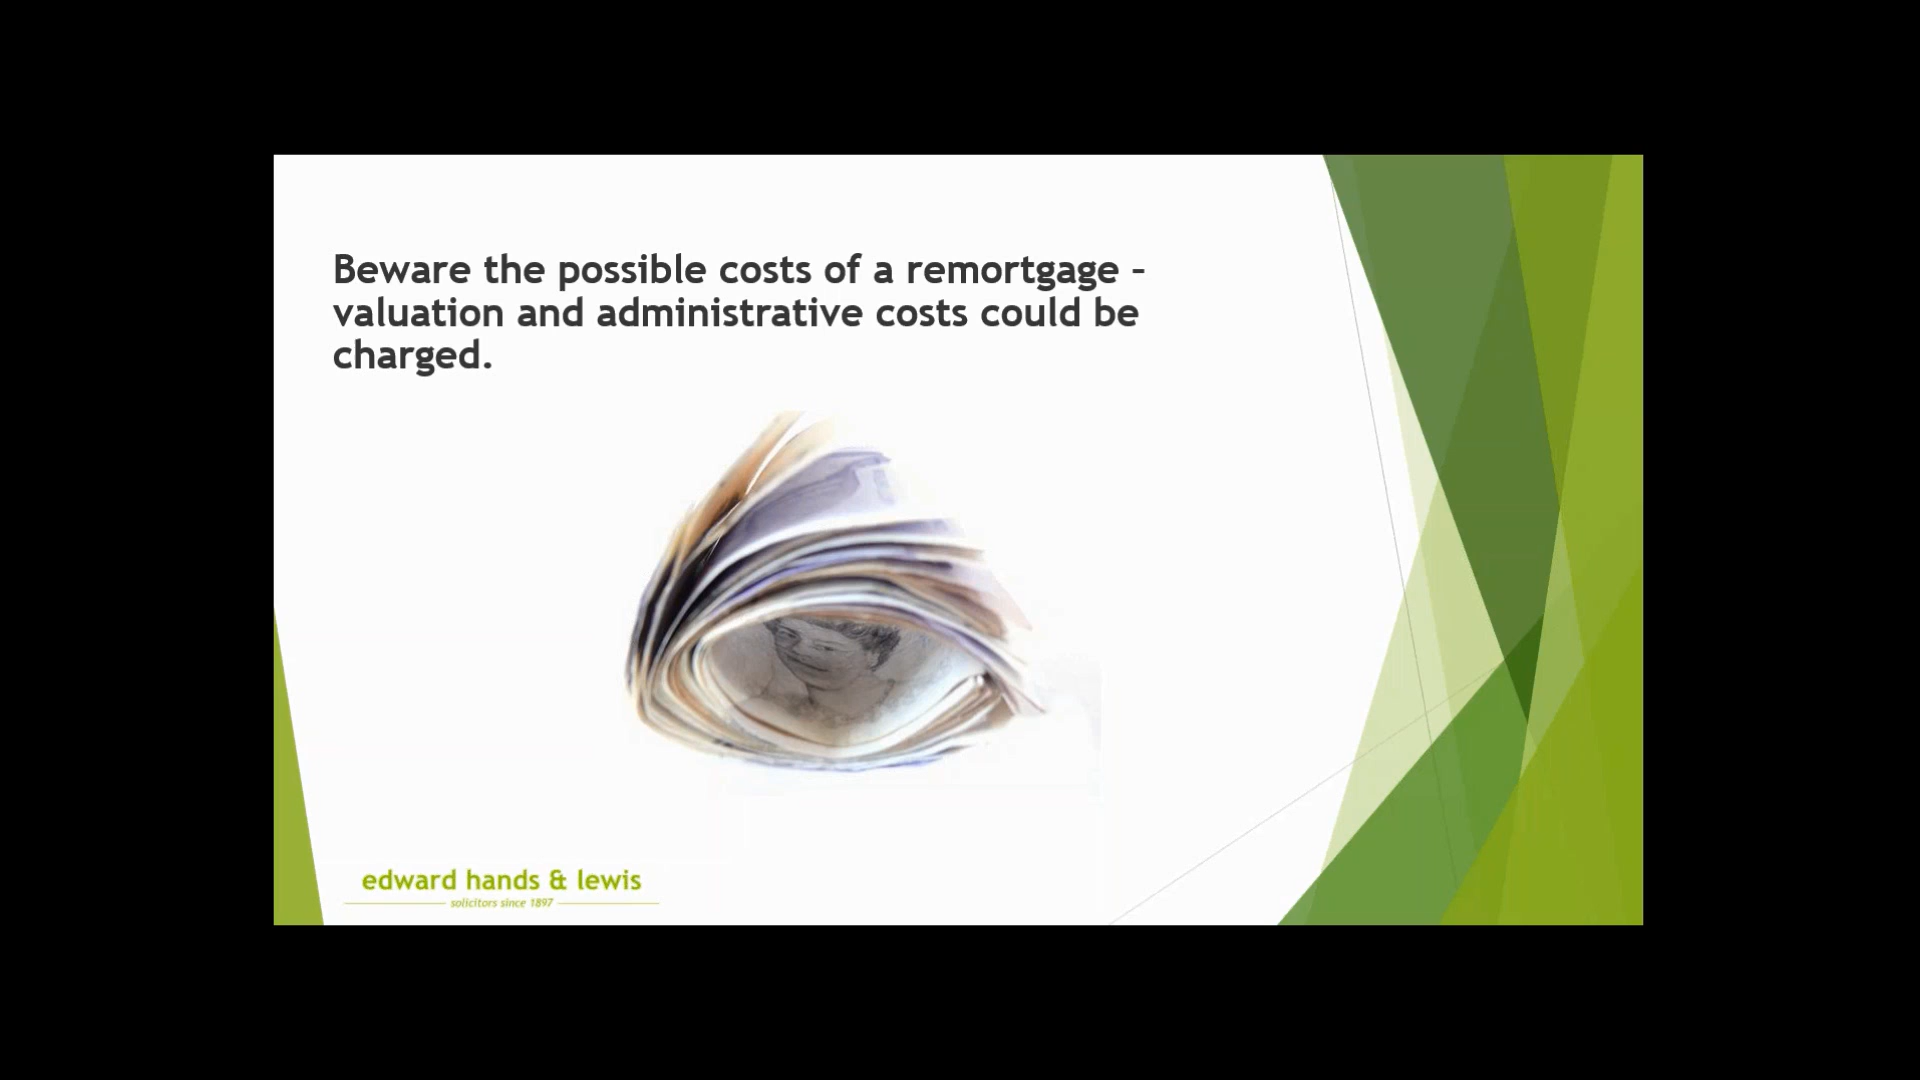 Beware the possible costs of a remortgage –
valuation and administrative costs could be
charged.
edward hands & lewis
solicitors since 1897